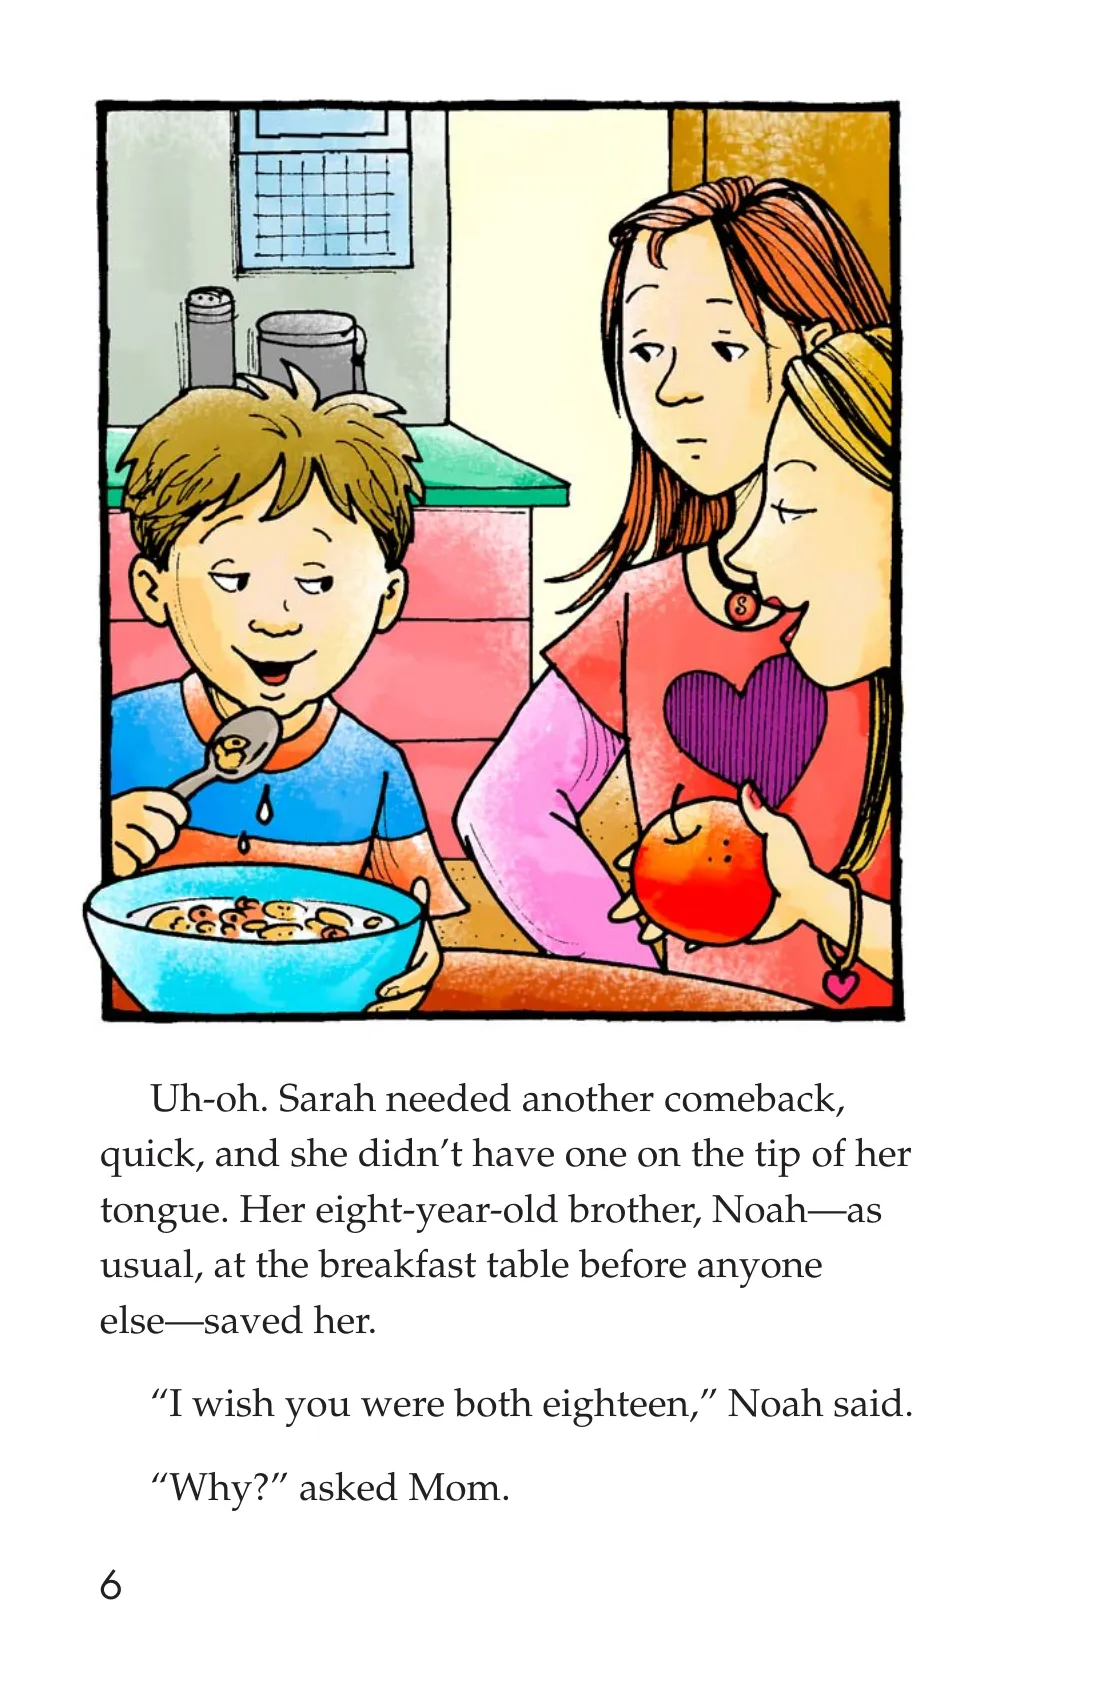 S
Uh-oh. Sarah needed another comeback,
quick, and she didn’t have one on the tip of her
tongue. Her eight-year-old brother, Noah—as
usual, at the breakfast table before anyone
else—saved her.
“I wish you were both eighteen,” Noah said.
“Why?” asked Mom.
6